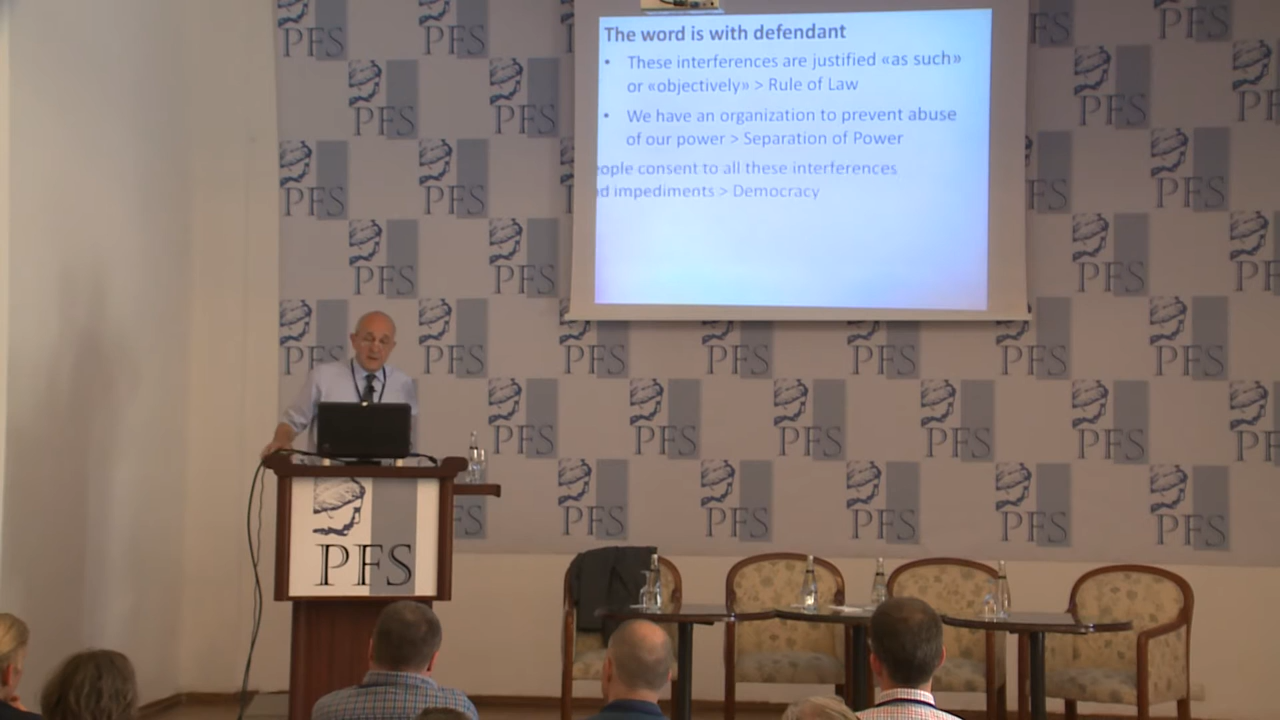 The word is with defendant
• These interferences are justified «as such»
or «objectively» > Rule of Law
• We have an organization to prevent abuse
of our power > Separation of Power
eople consent to all these interferences
d impediments > Democracy
PFS